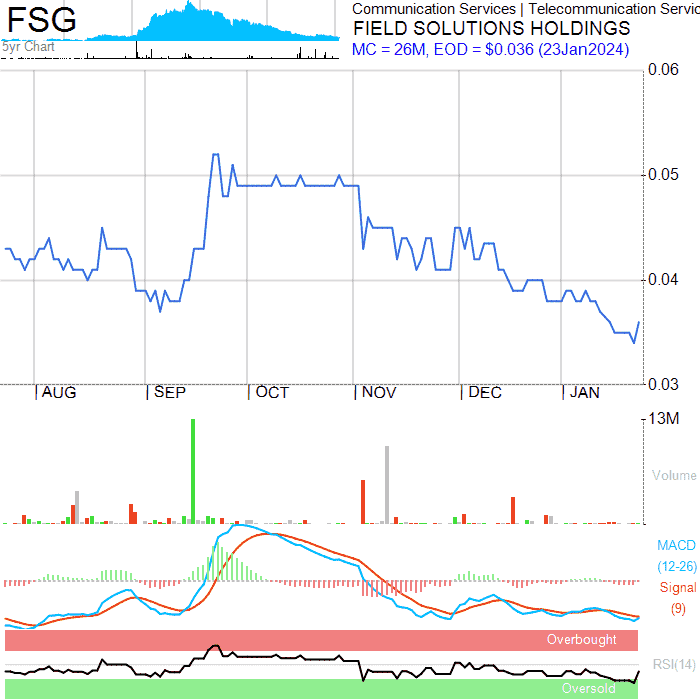 FSG
Communication Services | Telecommunication Servic
FIELD SOLUTIONS HOLDINGS
5yr Chart
MC = 26M, EOD = $0.036 (23Jan2024)
0.06
0.05
0.04
0.03
AUG SEP OCT NOV DEC JAN
13M
Volume
MACD
(12-26)
Signal
(9)
Overbought
RSI(14)
Oversold